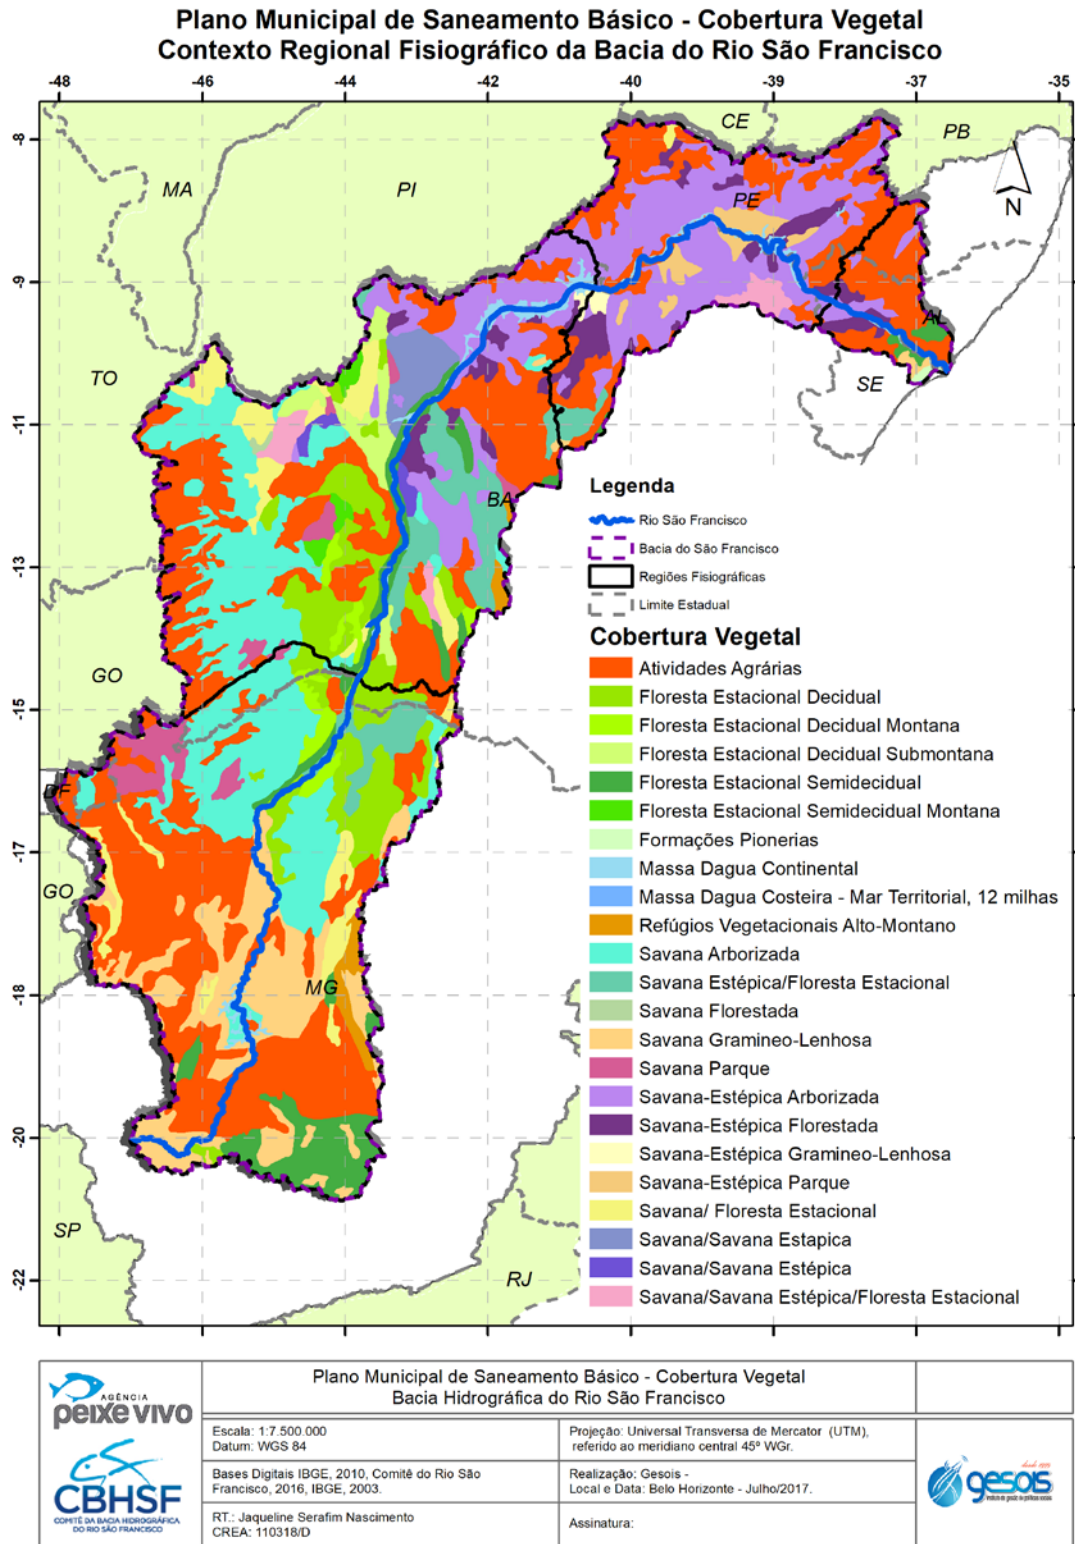 Plano Municipal de Saneamento Básico - Cobertura Vegetal
Contexto Regional Fisiográfico da Bacia do Rio São Francisco
-48 -46 -44 -42 -40 -39 -37 -35
-8
-9
-11
-13
-15
-17
-18
-20
-22
CE
PB
MA
PI
PE
N
AL
TO
SE
BA
GO
DF
GO
MG
SP
RJ
Legenda
Rio São Francisco
Bacia do São Francisco
Regiões Fisiográficas
Limite Estadual
Cobertura Vegetal
Atividades Agrárias
Floresta Estacional Decidual
Floresta Estacional Decidual Montana
Floresta Estacional Decidual Submontana
Floresta Estacional Semidecidual
Floresta Estacional Semidecidual Montana
Formações Pionerias
Massa Dagua Continental
Massa Dagua Costeira - Mar Territorial, 12 milhas
Refúgios Vegetacionais Alto-Montano
Savana Arborizada
Savana Estépica/Floresta Estacional
Savana Florestada
Savana Gramineo-Lenhosa
Savana Parque
Savana-Estépica Arborizada
Savana-Estépica Florestada
Savana-Estépica Gramineo-Lenhosa
Savana-Estépica Parque
Savana/ Floresta Estacional
Savana/Savana Estapica
Savana/Savana Estépica
Savana/Savana Estépica/Floresta Estacional
AGÊNCIA
peixe vivo
CBHSF
COMITÊ DA BACIA HIDROGRÁFICA
DO RIO SÃO FRANCISCO
Plano Municipal de Saneamento Básico - Cobertura Vegetal
Bacia Hidrográfica do Rio São Francisco
Escala: 1:7.500.000
Datum: WGS 84
Projeção: Universal Transversa de Mercator (UTM),
referido ao meridiano central 45º WGr.
Bases Digitais IBGE, 2010, Comitê do Rio São
Francisco, 2016, IBGE, 2003.
Realização: Gesois -
Local e Data: Belo Horizonte - Julho/2017.
RT.: Jaqueline Serafim Nascimento
CREA: 110318/D
Assinatura:
gesois